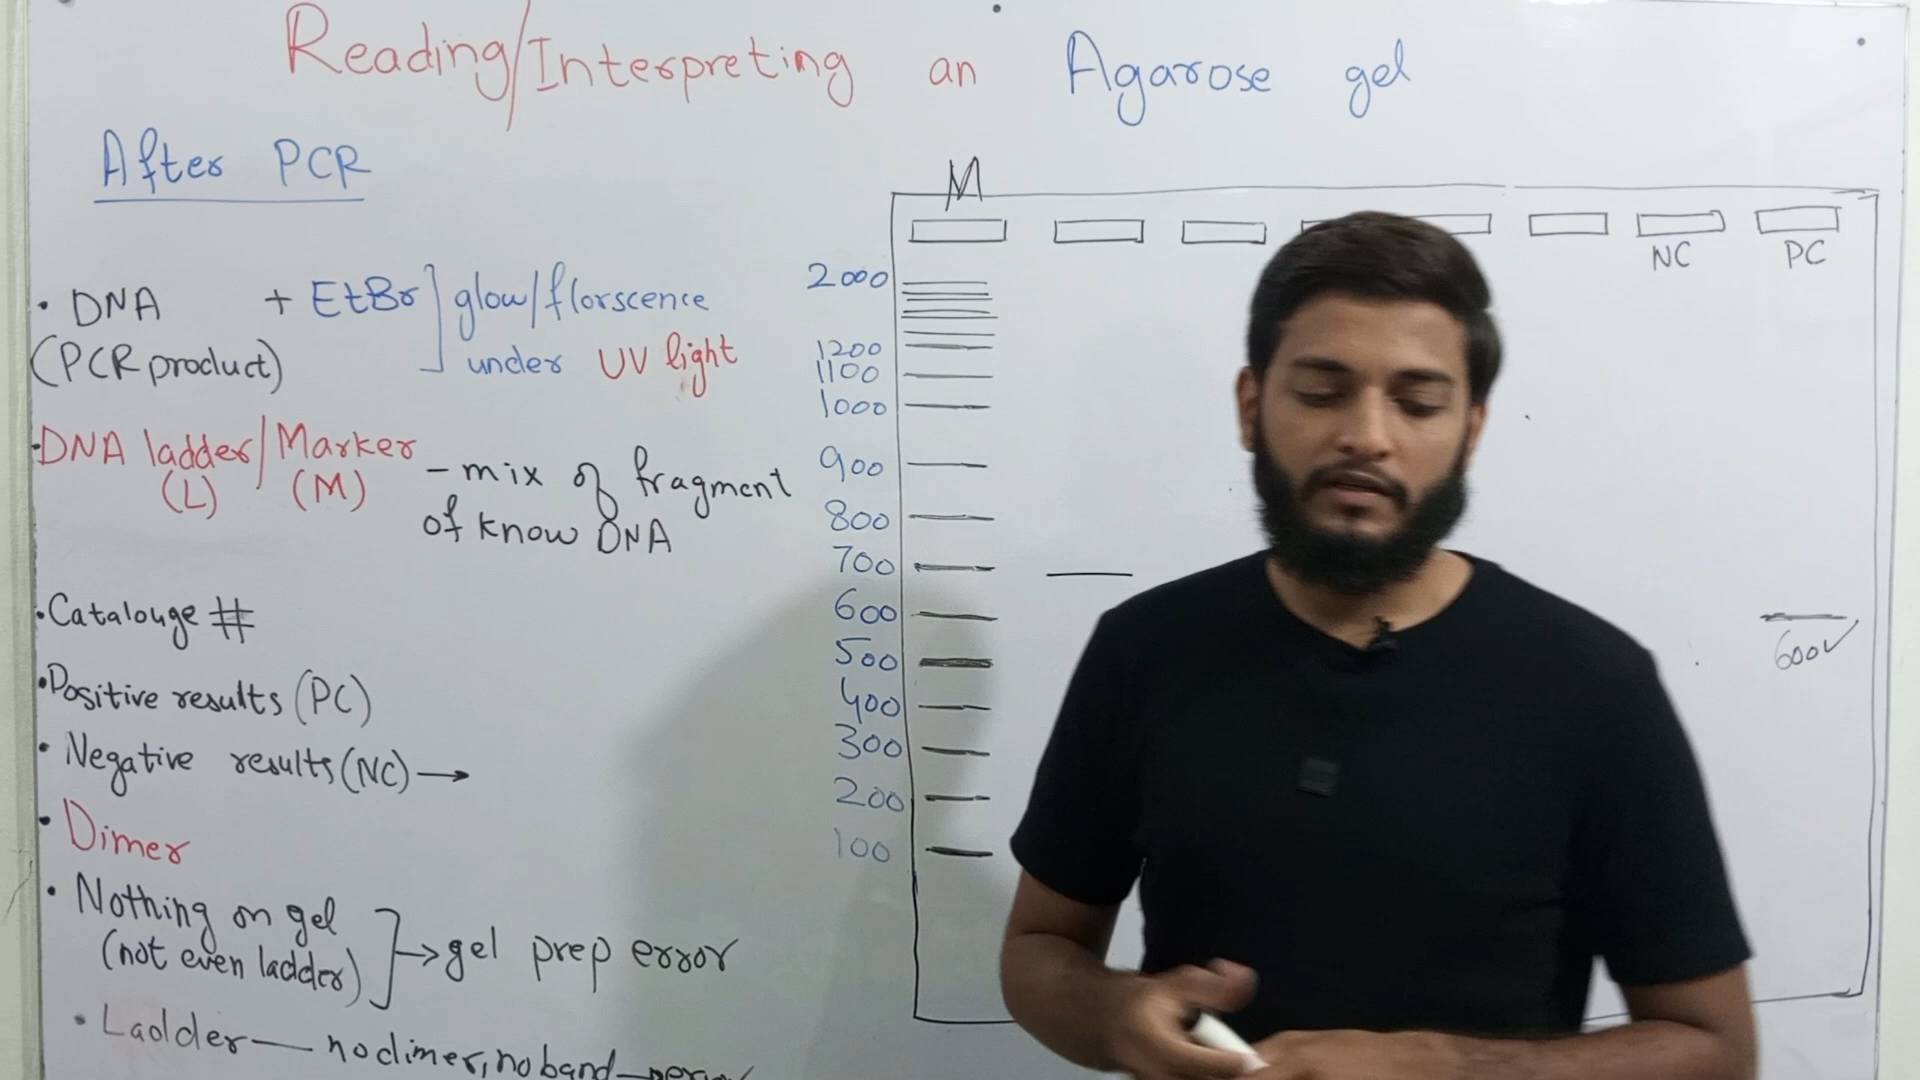 Reading/Interpreting an Agarose gel
After PCR
• DNA + EtBr ] glow/florscence
(PCR product) under UV light
• DNA ladder/Marker - mix of fragment
(L) (M) of know DNA
• Catalouge #
• Positive results (PC)
• Negative results (NC) →
• Dimer
• Nothing on gel
(not even ladder) ] → gel prep error
• Ladder — no dimer, no band —
M
NC PC
2000
1200
1100
1000
900
800
700
600
500
400
300
200
100
600✓